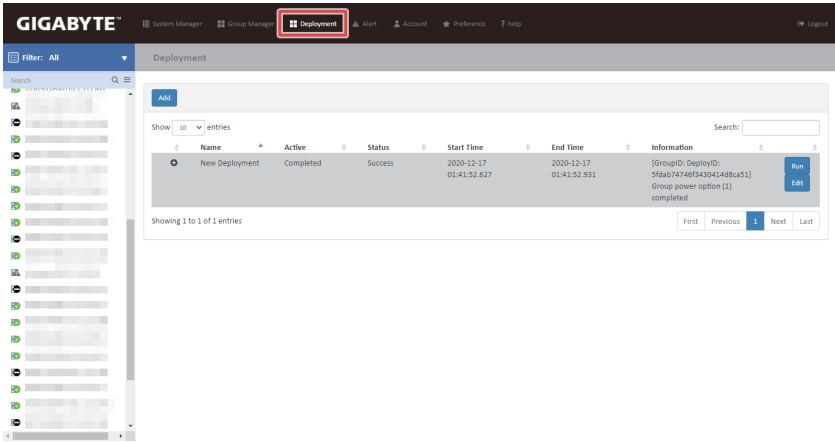 GIGABYTE™
System Manager Group Manager Deployment Alert Account Preference ? help Logout
Filter: All
Deployment
Search
Add
Show 10 entries
Search:
Name Active Status Start Time End Time Information
New Deployment Completed Success 2020-12-17 01:41:52.627 2020-12-17 01:41:52.931
[GroupID: DeployID:
5fdab74746f3430414d8ca51]
Group power option (1)
completed
Run
Edit
Showing 1 to 1 of 1 entries
First Previous 1 Next Last